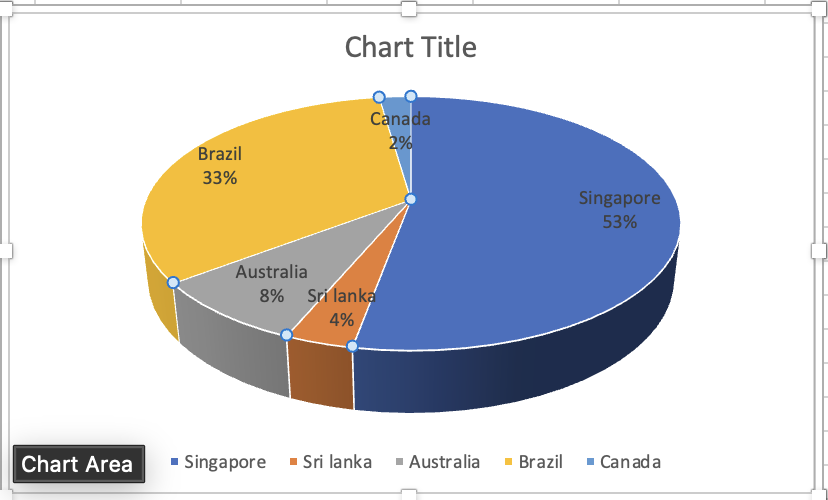 Chart Title
Canada
2%
Brazil
33%
Singapore
53%
Australia
8%
Sri lanka
4%
Chart Area
Singapore Sri lanka Australia Brazil Canada